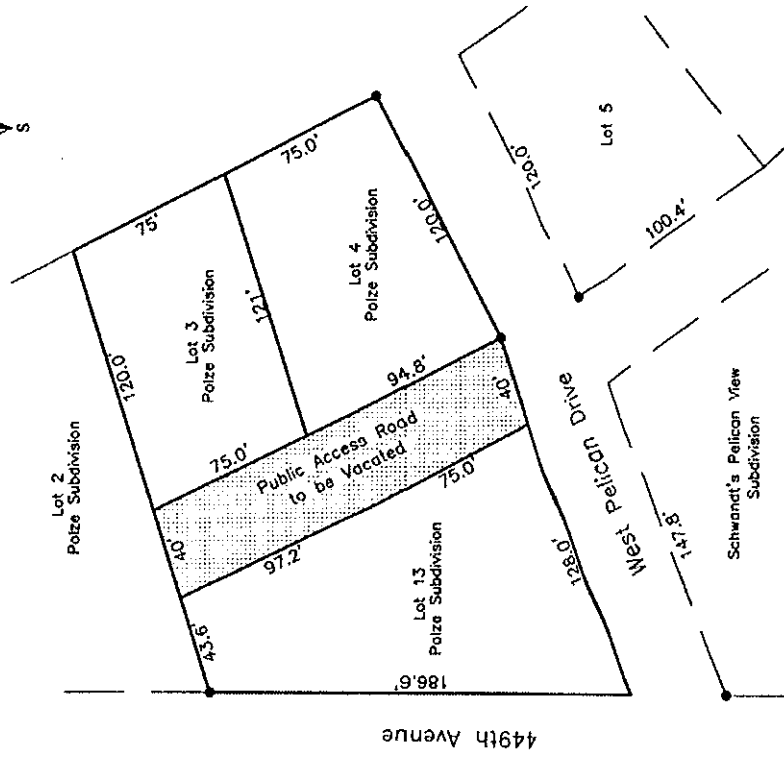 S
Lot 2
Polze Subdivision
75'
75.0'
120.0'
Lot 3
Polze Subdivision
121'
Lot 4
Polze Subdivision
120.0'
120.0'
Lot 5
100.4'
75.0'
94.8'
40'
40'
Public Access Road
to be Vacated
97.2'
75.0'
43.6'
Lot 13
Polze Subdivision
128.0'
186.6'
449th Avenue
West Pelican Drive
147.8'
Schwandt's Pelican View
Subdivision